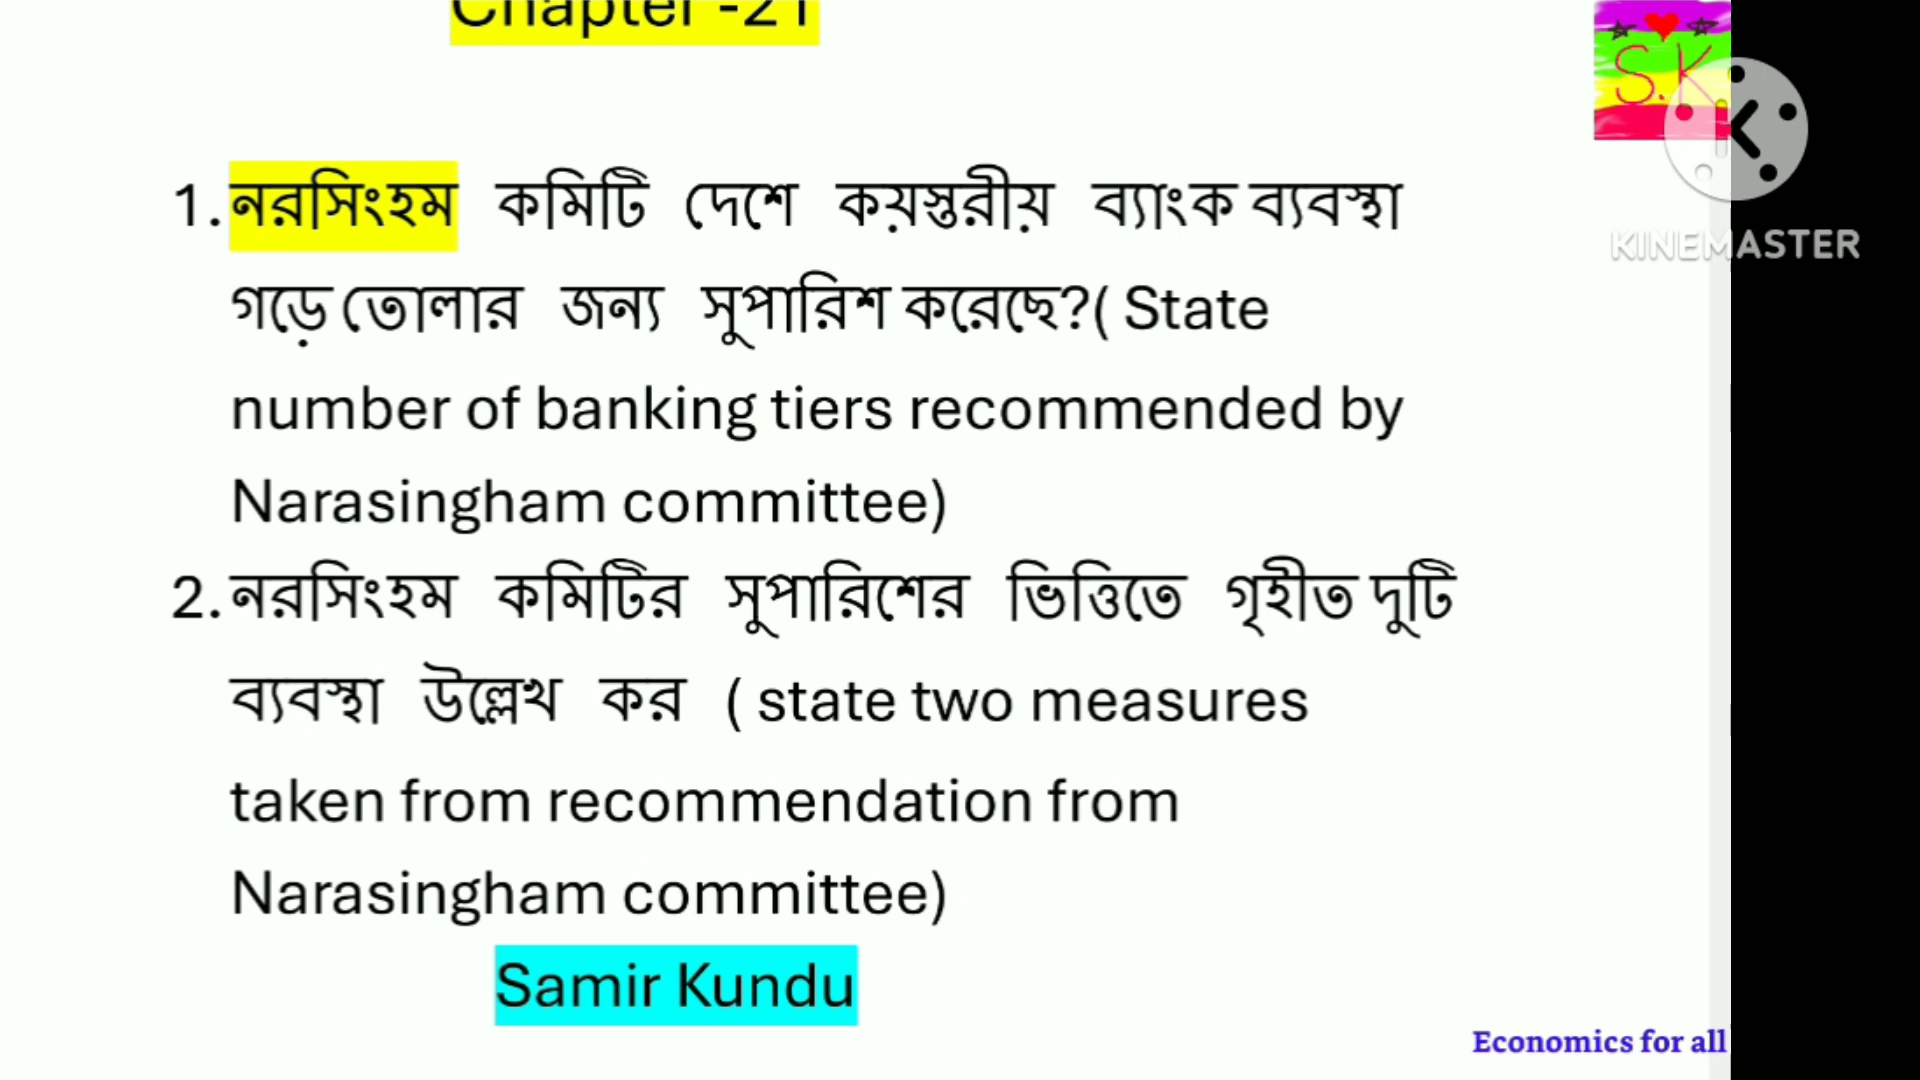 Chapter -21
S.K
KINEMASTER
1. নরসিংহম কমিটি দেশে কয়স্তরীয় ব্যাংক ব্যবস্থা
গড়ে তোলার জন্য সুপারিশ করেছে?( State
number of banking tiers recommended by
Narasingham committee)
2. নরসিংহম কমিটির সুপারিশের ভিত্তিতে গৃহীত দুটি
ব্যবস্থা উল্লেখ কর ( state two measures
taken from recommendation from
Narasingham committee)
Samir Kundu
Economics for all